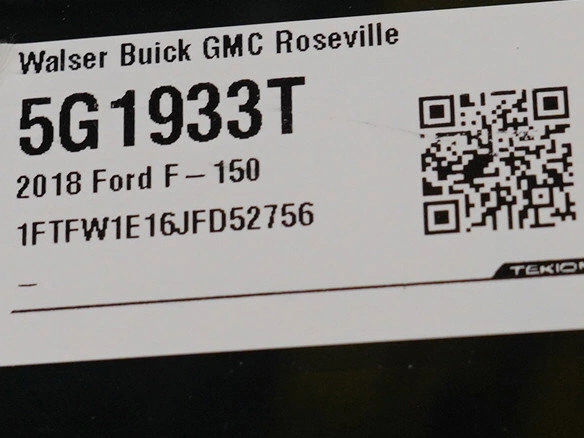 Walser Buick GMC Roseville
5G1933T
2018 Ford F-150
1FTFW1E16JFD52756
-
TEKION